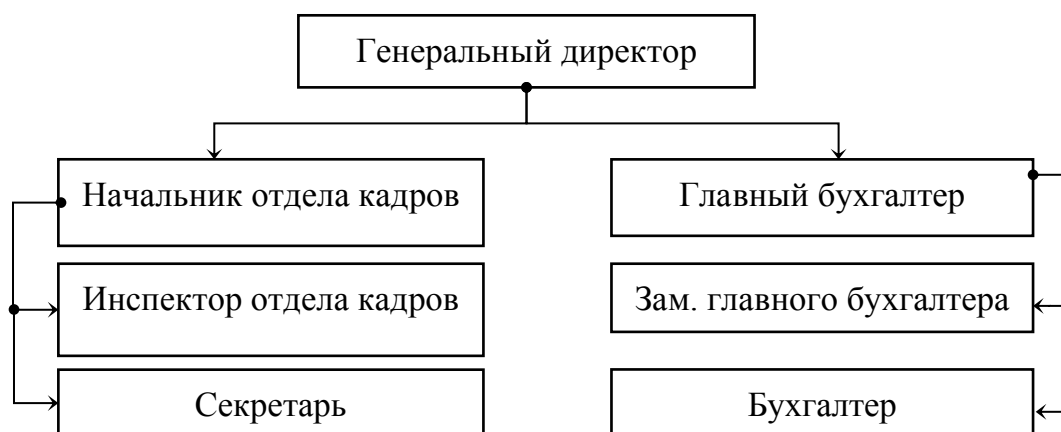 Генеральный директор
Начальник отдела кадров
Главный бухгалтер
Инспектор отдела кадров
Зам. главного бухгалтера
Секретарь
Бухгалтер